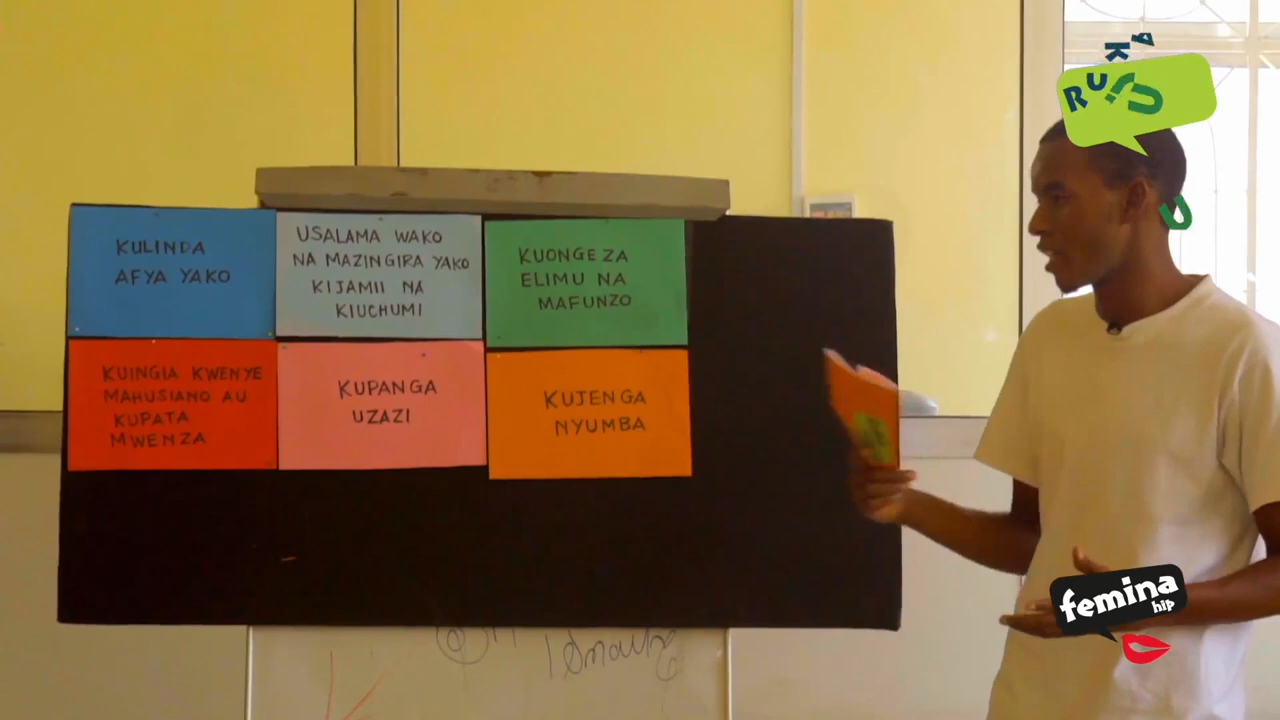 KULINDA
AFYA YAKO
USALAMA WAKO
NA MAZINGIRA YAKO
KIJAMII NA
KIUCHUMI
KUONGEZA
ELIMU NA
MAFUNZO
KUINGIA KWENYE
MAHUSIANO AU
KUPATA
MWENZA
KUPANGA
UZAZI
KUJENGA
NYUMBA
femina
hip